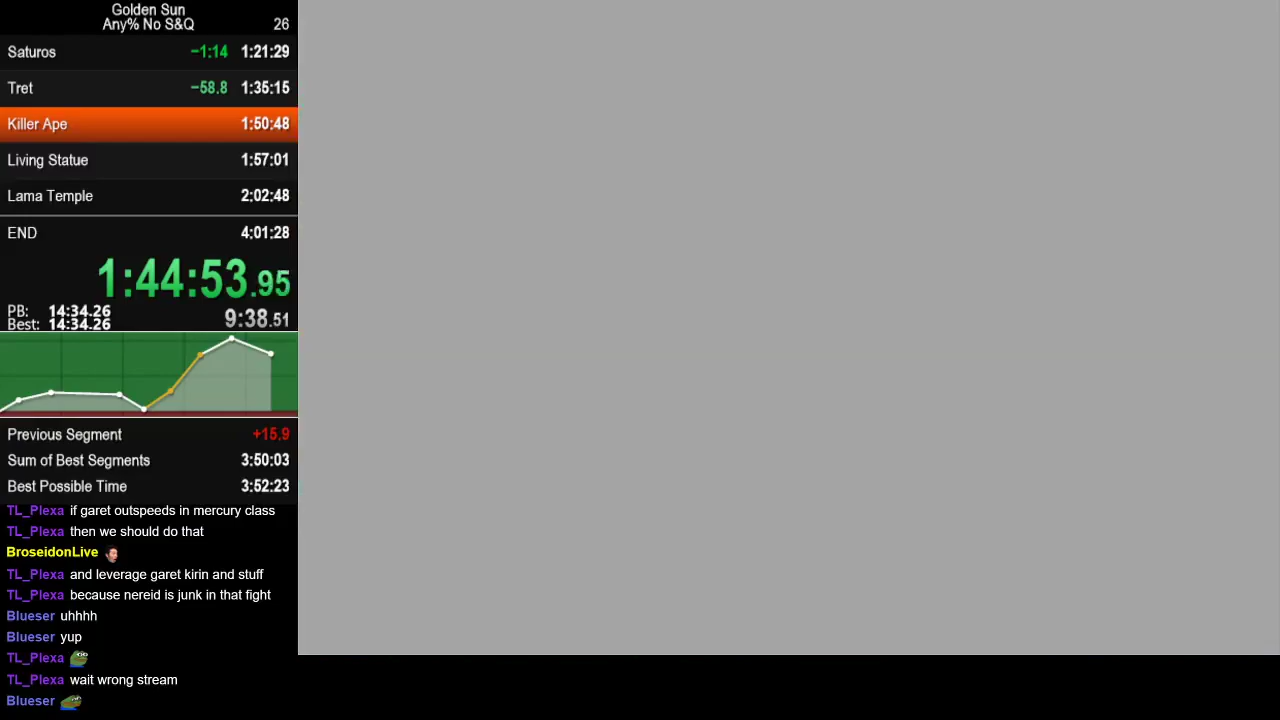 Golden Sun
Any% No S&Q 26
Saturos −1:14 1:21:29
Tret −58.8 1:35:15
Killer Ape 1:50:48
Living Statue 1:57:01
Lama Temple 2:02:48
END 4:01:28
1:44:53.95
PB: 14:34.26
Best: 14:34.26 9:38.51
Previous Segment +15.9
Sum of Best Segments 3:50:03
Best Possible Time 3:52:23
TL_Plexa if garet outspeeds in mercury class
TL_Plexa then we should do that
BroseidonLive
TL_Plexa and leverage garet kirin and stuff
TL_Plexa because nereid is junk in that fight
Blueser uhhhh
Blueser yup
TL_Plexa
TL_Plexa wait wrong stream
Blueser